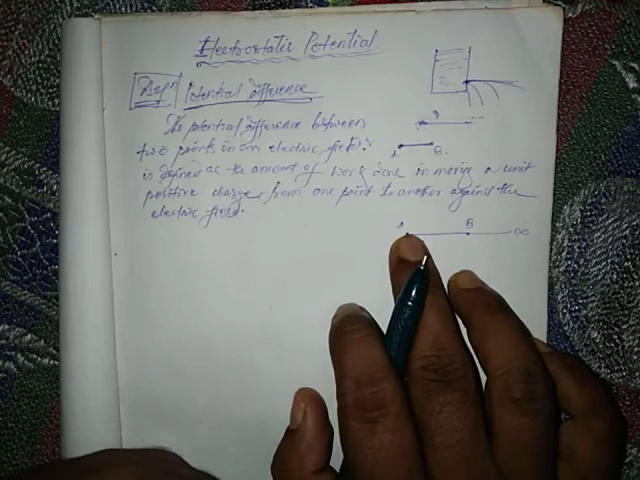 Electrostatic Potential
Defn Potential difference
The potential difference between
two points in an electric field
is defined as the amount of work done in moving a unit
positive charge from one point to another against the
electric field.
A B
A B ∞